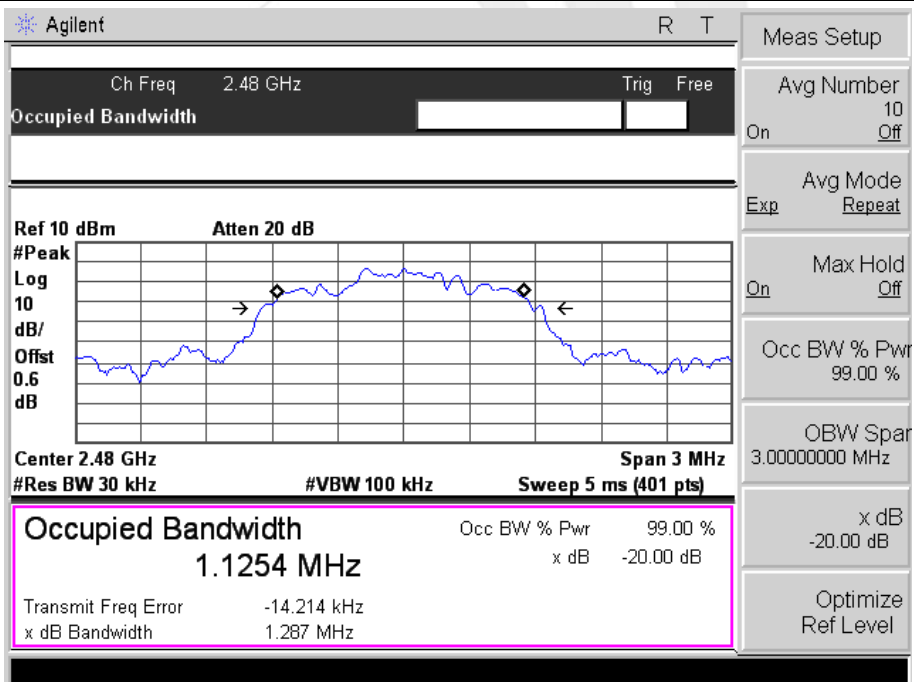 Agilent R T
Ch Freq 2.48 GHz Trig Free
Occupied Bandwidth
Ref 10 dBm Atten 20 dB
#Peak
Log
10
dB/
Offst
0.6
dB
Center 2.48 GHz Span 3 MHz
#Res BW 30 kHz #VBW 100 kHz Sweep 5 ms (401 pts)
Occupied Bandwidth
1.1254 MHz
Occ BW % Pwr 99.00 %
x dB -20.00 dB
Transmit Freq Error -14.214 kHz
x dB Bandwidth 1.287 MHz
Meas Setup
Avg Number
10
On Off
Avg Mode
Exp Repeat
Max Hold
On Off
Occ BW % Pwr
99.00 %
OBW Span
3.00000000 MHz
x dB
-20.00 dB
Optimize
Ref Level